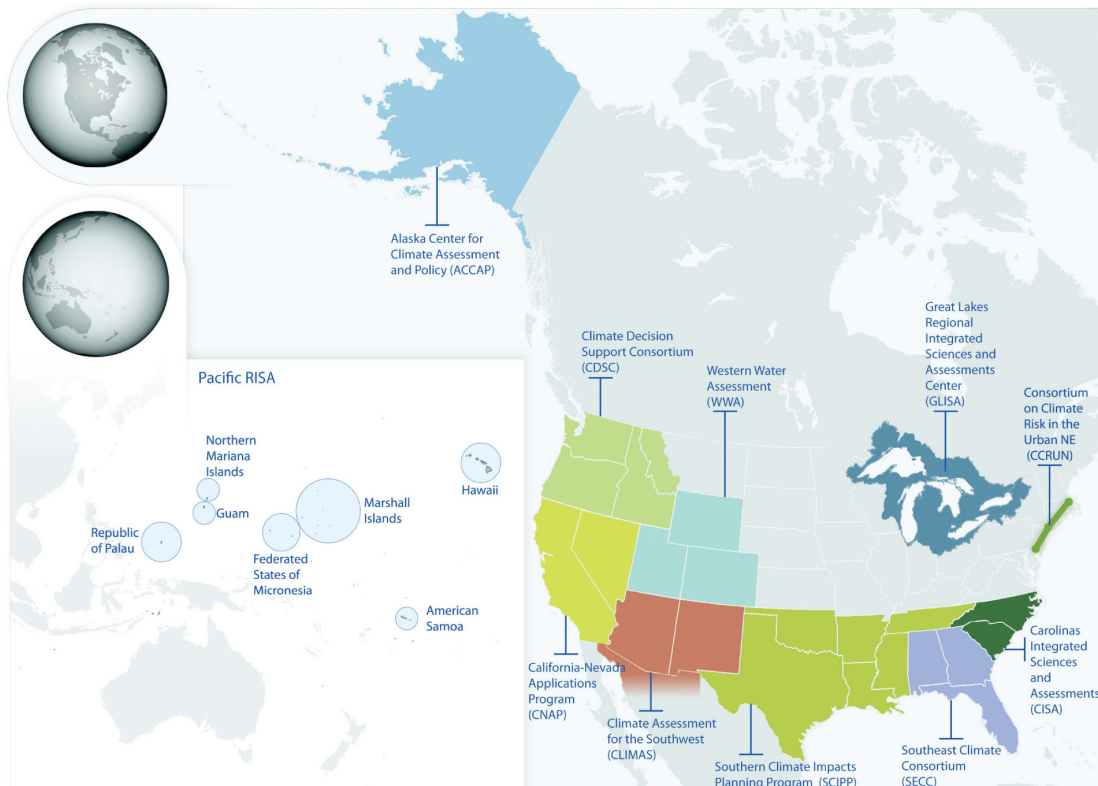 Alaska Center for
Climate Assessment
and Policy (ACCAP)
Climate Decision
Support Consortium
(CDSC)
Western Water
Assessment
(WWA)
Great Lakes
Regional
Integrated
Sciences and
Assessments
Center
(GLISA)
Consortium
on Climate
Risk in the
Urban NE
(CCRUN)
Pacific RISA
Northern
Mariana
Islands
Guam
Republic
of Palau
Federated
States of
Micronesia
Marshall
Islands
Hawaii
American
Samoa
California-Nevada
Applications
Program
(CNAP)
Climate Assessment
for the Southwest
(CLIMAS)
Southern Climate Impacts
Planning Program (SCIPP)
Southeast Climate
Consortium
(SECC)
Carolinas
Integrated
Sciences
and
Assessments
(CISA)